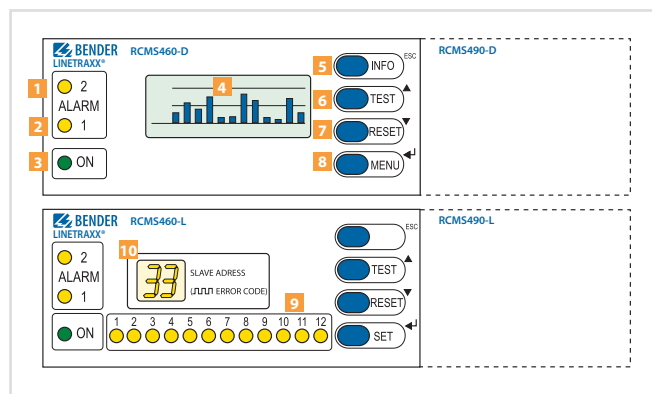 BENDER RCMS460-D
LINETRAXX®
RCMS490-D
1 2
ALARM
2 1
3 ON
4
5 INFO ESC
6 TEST
7 RESET
8 MENU
BENDER RCMS460-L
LINETRAXX®
RCMS490-L
2
ALARM
1
ON
10
33 SLAVE ADRESS
( ERROR CODE)
9
1 2 3 4 5 6 7 8 9 10 11 12
ESC
TEST
RESET
SET